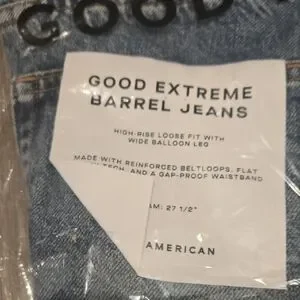 GOOD
GOOD EXTREME
BARREL JEANS
HIGH-RISE LOOSE FIT WITH
WIDE BALLOON LEG
MADE WITH REINFORCED BELTLOOPS, FLAT
TECH, AND A GAP-PROOF WAISTBAND
AM: 27 1/2"
AMERICAN